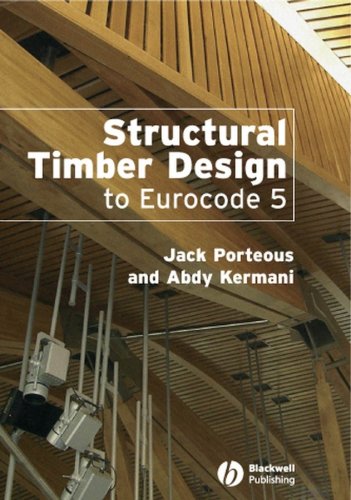 Structural
Timber Design
to Eurocode 5
Jack Porteous
and Abdy Kermani
Blackwell
Publishing